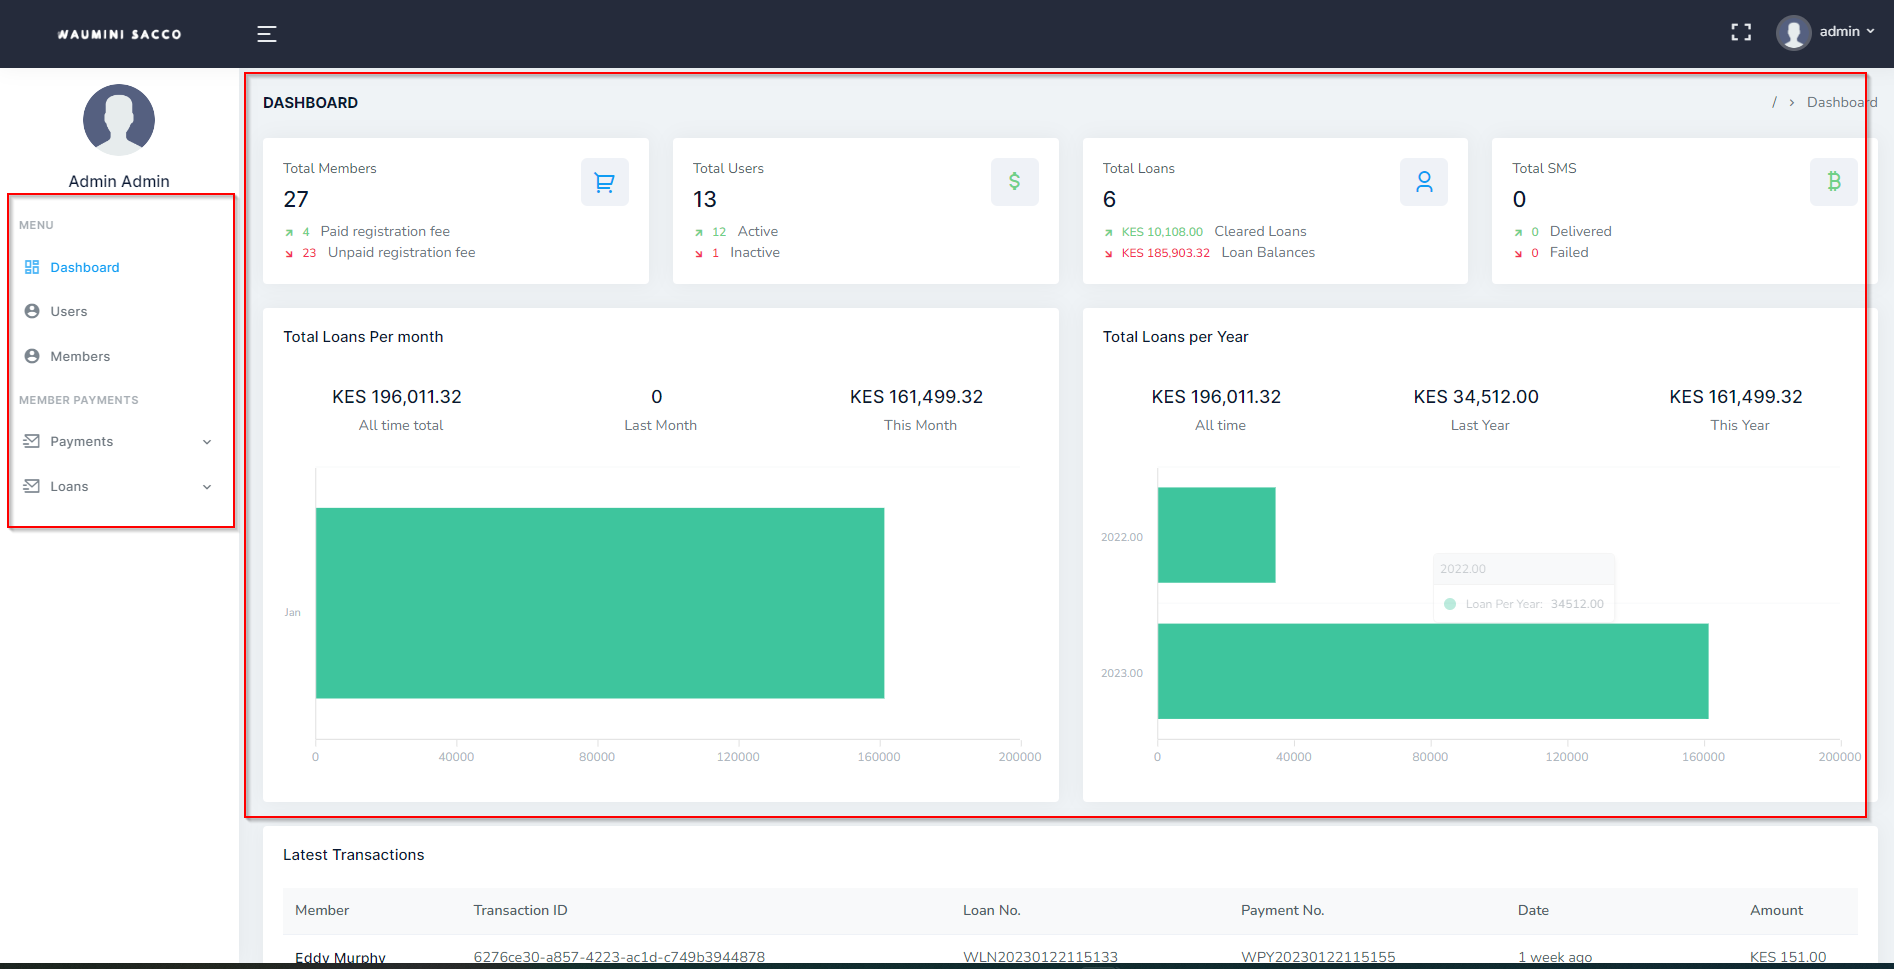 WAUMINI SACCO
admin
Admin Admin
MENU
Dashboard
Users
Members
MEMBER PAYMENTS
Payments
Loans
DASHBOARD
/ > Dashboard
Total Members
27
4 Paid registration fee
23 Unpaid registration fee
Total Users
13
12 Active
1 Inactive
Total Loans
6
KES 10,108.00 Cleared Loans
KES 185,903.32 Loan Balances
Total SMS
0
0 Delivered
0 Failed
Total Loans Per month
KES 196,011.32 0 KES 161,499.32
All time total Last Month This Month
Jan
0 40000 80000 120000 160000 200000
Total Loans per Year
KES 196,011.32 KES 34,512.00 KES 161,499.32
All time Last Year This Year
2022.00
2022.00
Loan Per Year: 34512.00
2023.00
0 40000 80000 120000 160000 200000
Latest Transactions
Member Transaction ID Loan No. Payment No. Date Amount
Eddy Murphy 6276ce30-a857-4223-ac1d-c749b3944878 WLN20230122115133 WPY20230122115155 1 week ago KES 151.00